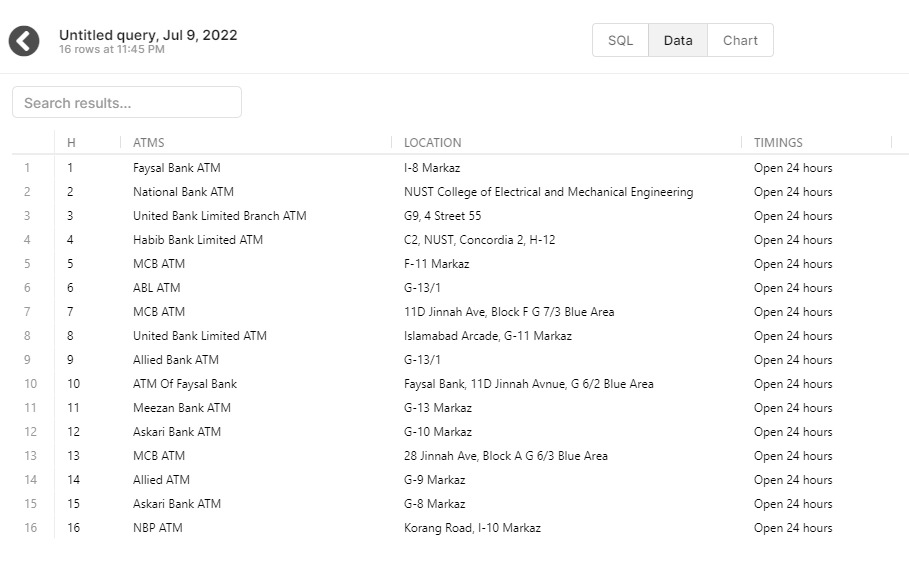 Untitled query, Jul 9, 2022
16 rows at 11:45 PM
SQL Data Chart
Search results...
H ATMS LOCATION TIMINGS
1 1 Faysal Bank ATM I-8 Markaz Open 24 hours
2 2 National Bank ATM NUST College of Electrical and Mechanical Engineering Open 24 hours
3 3 United Bank Limited Branch ATM G9, 4 Street 55 Open 24 hours
4 4 Habib Bank Limited ATM C2, NUST, Concordia 2, H-12 Open 24 hours
5 5 MCB ATM F-11 Markaz Open 24 hours
6 6 ABL ATM G-13/1 Open 24 hours
7 7 MCB ATM 11D Jinnah Ave, Block F G 7/3 Blue Area Open 24 hours
8 8 United Bank Limited ATM Islamabad Arcade, G-11 Markaz Open 24 hours
9 9 Allied Bank ATM G-13/1 Open 24 hours
10 10 ATM Of Faysal Bank Faysal Bank, 11D Jinnah Avnue, G 6/2 Blue Area Open 24 hours
11 11 Meezan Bank ATM G-13 Markaz Open 24 hours
12 12 Askari Bank ATM G-10 Markaz Open 24 hours
13 13 MCB ATM 28 Jinnah Ave, Block A G 6/3 Blue Area Open 24 hours
14 14 Allied ATM G-9 Markaz Open 24 hours
15 15 Askari Bank ATM G-8 Markaz Open 24 hours
16 16 NBP ATM Korang Road, I-10 Markaz Open 24 hours